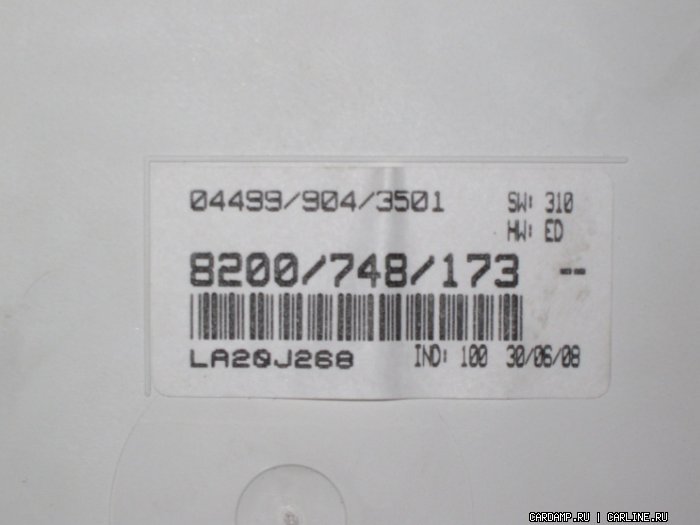 04499/904/3501 SW: 310
HW: ED
8200/748/173 --
LA20J268 IND: 100 30/06/08
CARDAMP.RU | CARLINE.RU